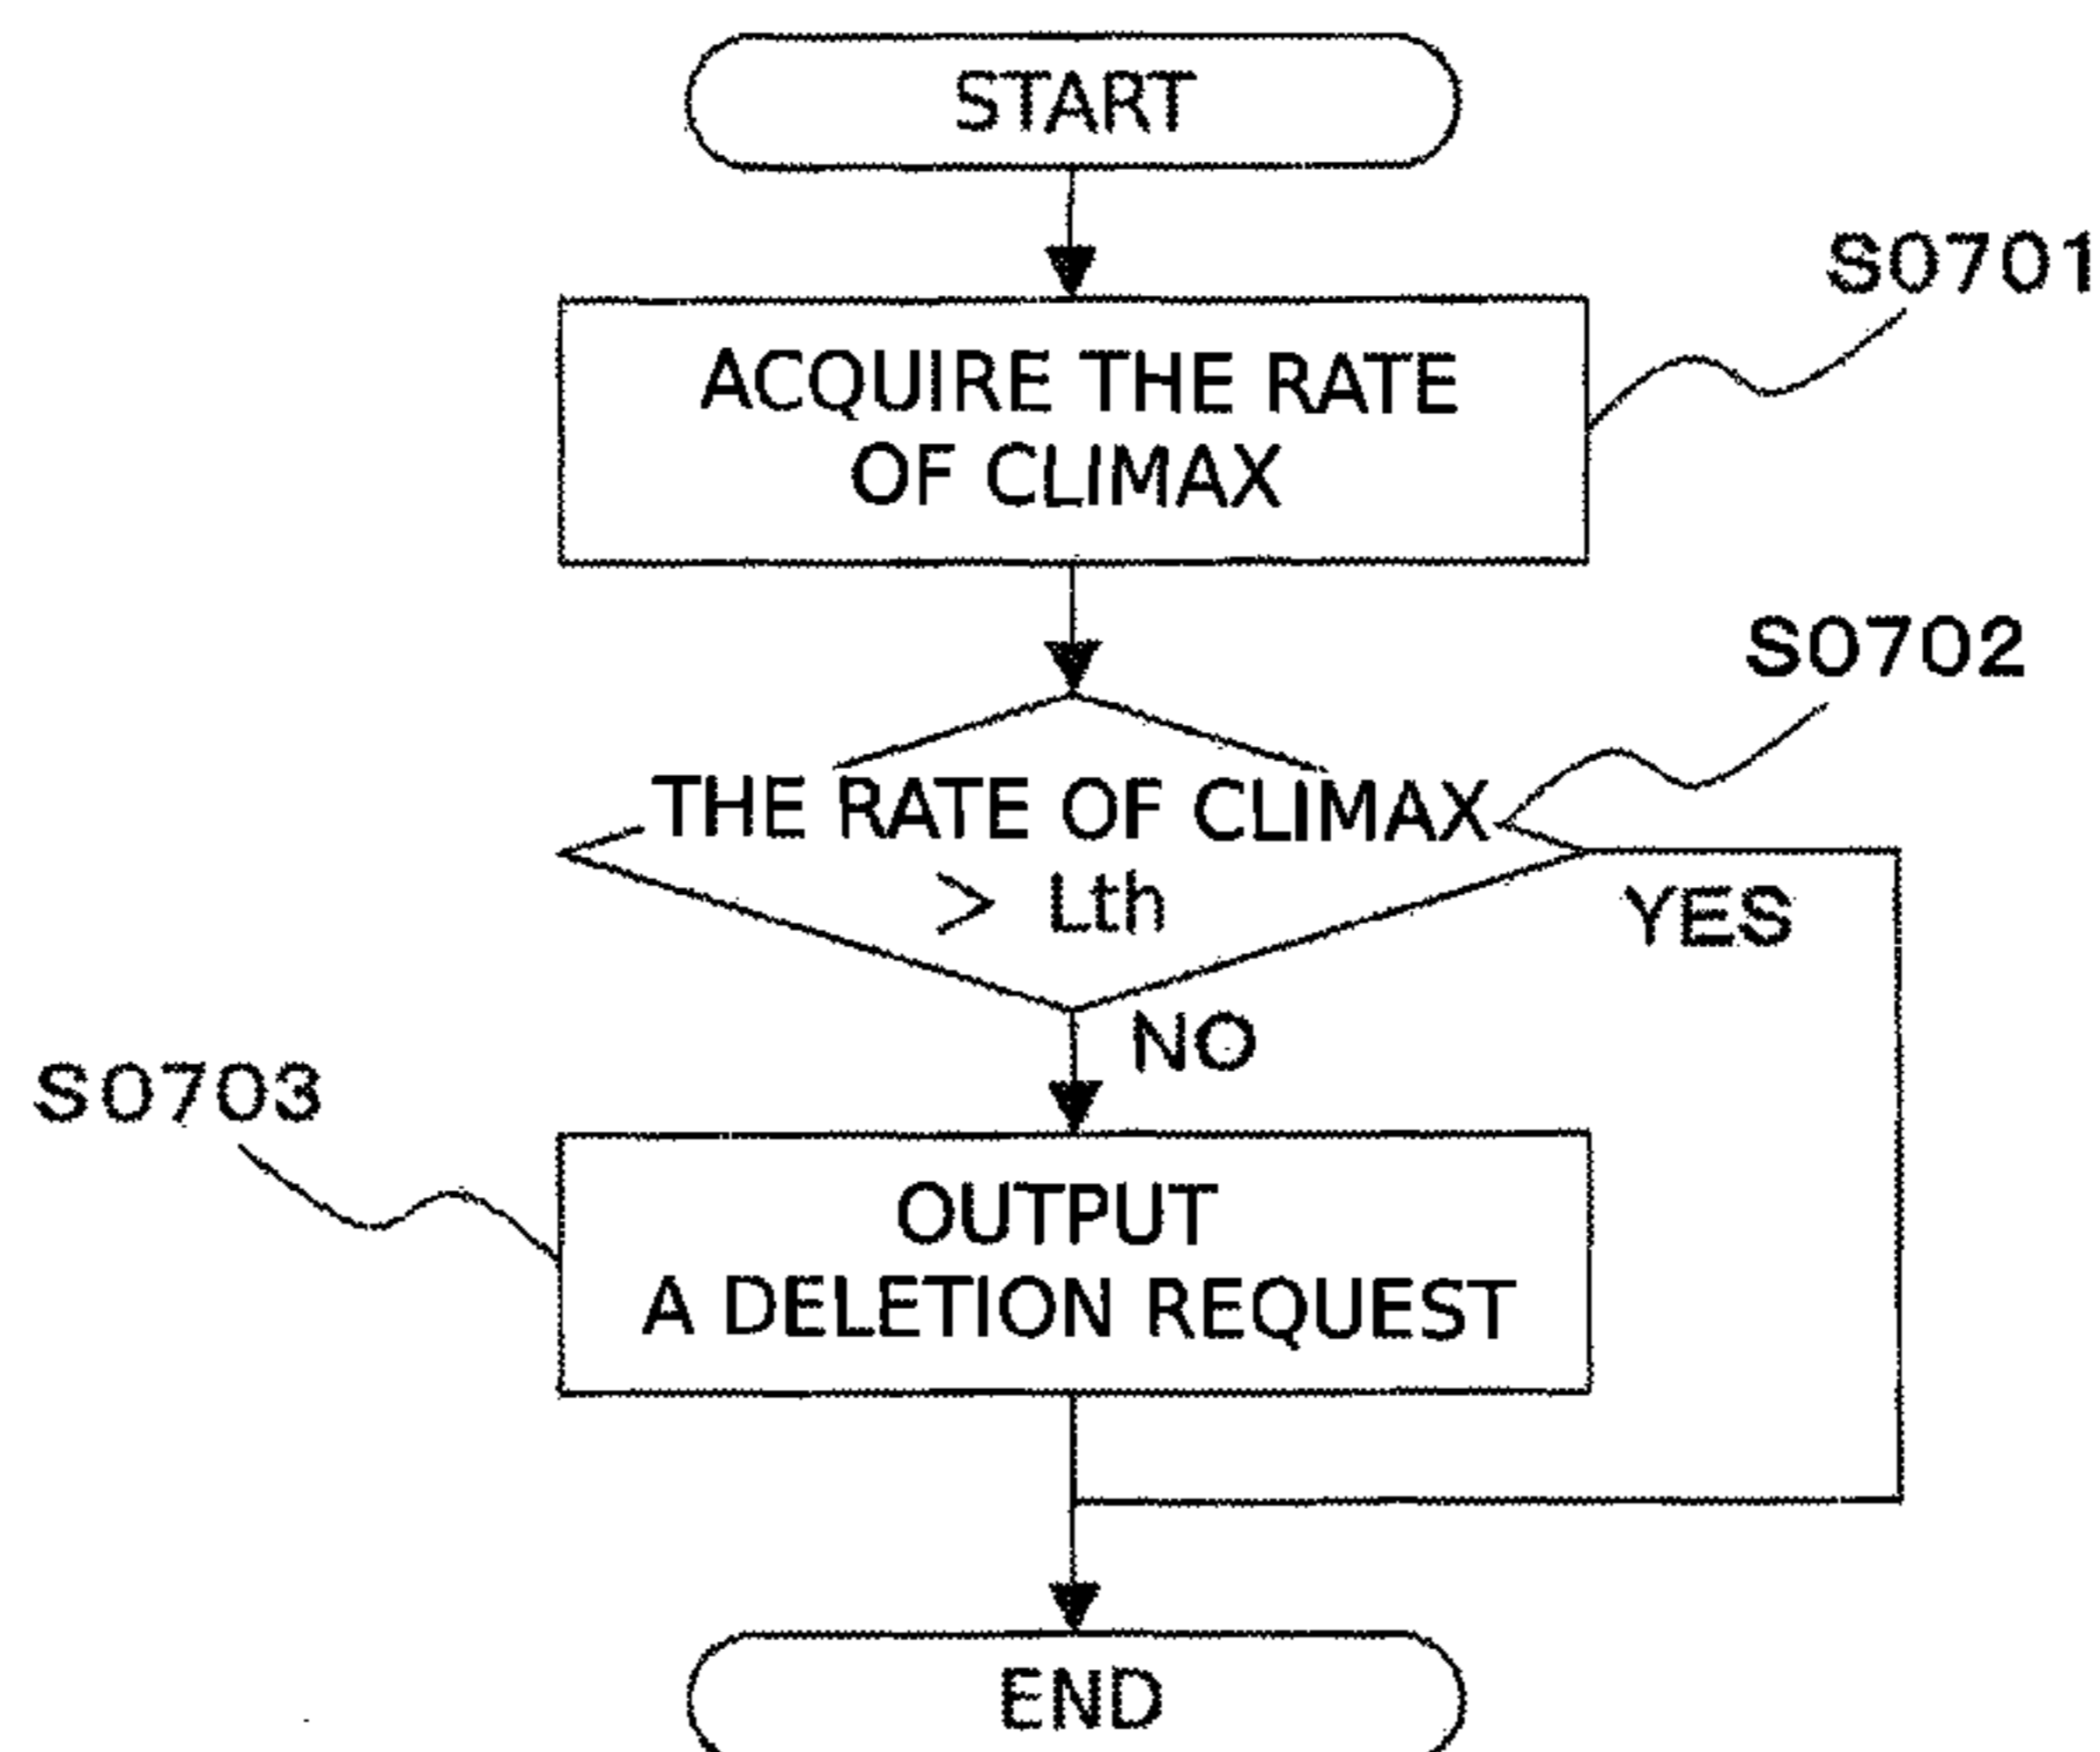 START
S0701
ACQUIRE THE RATE
OF CLIMAX
S0702
THE RATE OF CLIMAX
> Lth
YES
NO
S0703
OUTPUT
A DELETION REQUEST
END